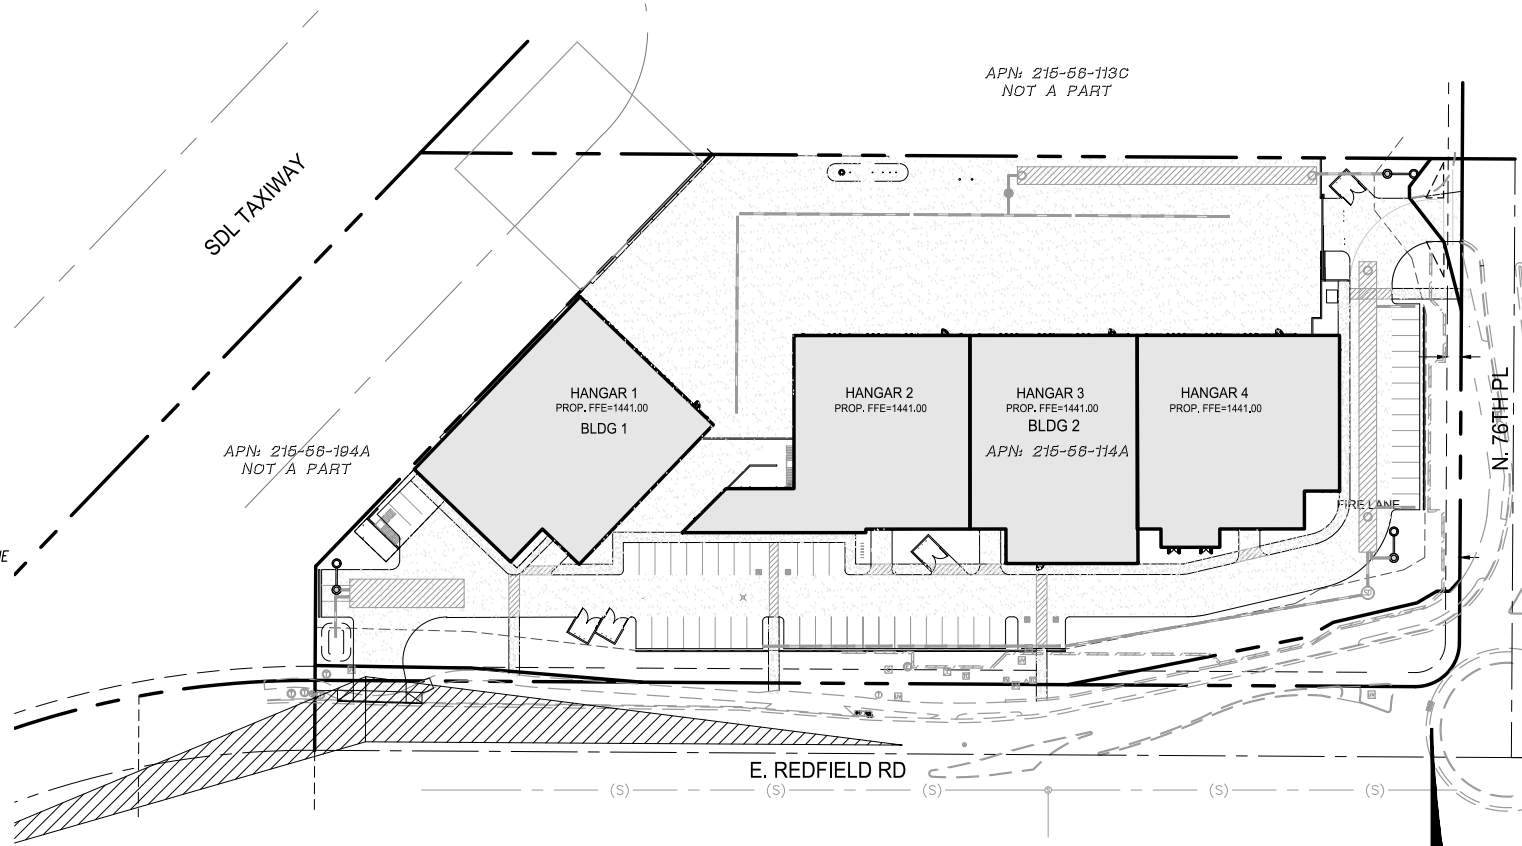 APN: 215-56-113C
NOT A PART
SDL TAXIWAY
HANGAR 1
PROP. FFE=1441.00
BLDG 1
HANGAR 2
PROP. FFE=1441.00
HANGAR 3
PROP. FFE=1441.00
BLDG 2
APN: 215-56-114A
HANGAR 4
PROP. FFE=1441.00
APN: 215-56-194A
NOT A PART
N. 76TH PL
FIRE LANE
E. REDFIELD RD
(S)
(S)
(S)
(S)
(S)
SD